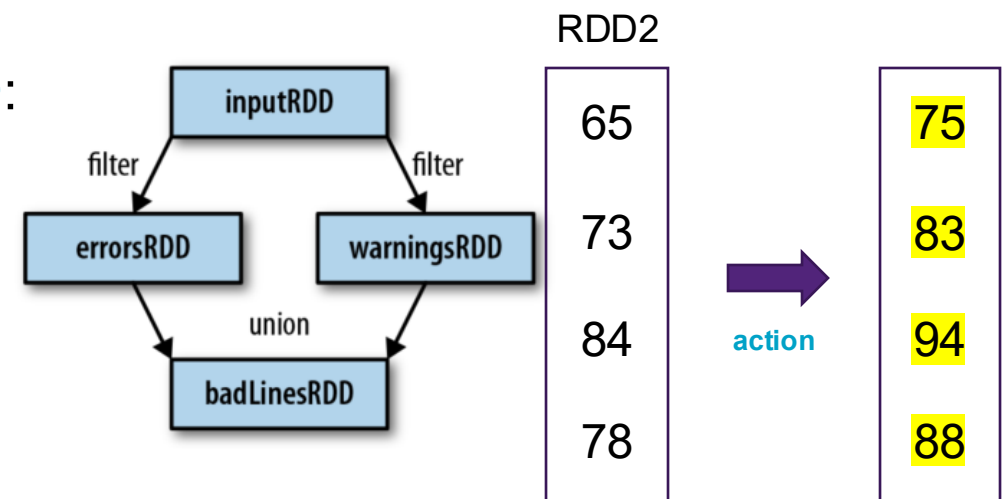 :
inputRDD
filter
filter
errorsRDD
warningsRDD
union
badLinesRDD
RDD2
65
73
84
78
action
75
83
94
88